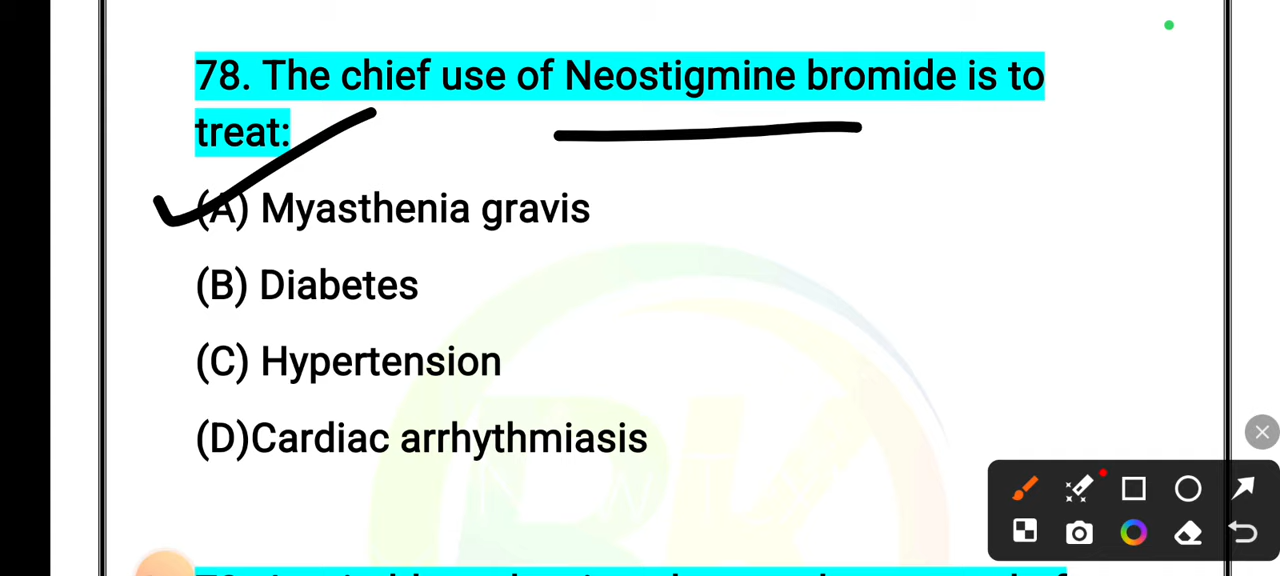 78. The chief use of Neostigmine bromide is to
treat:
(A) Myasthenia gravis
(B) Diabetes
(C) Hypertension
(D)Cardiac arrhythmiasis